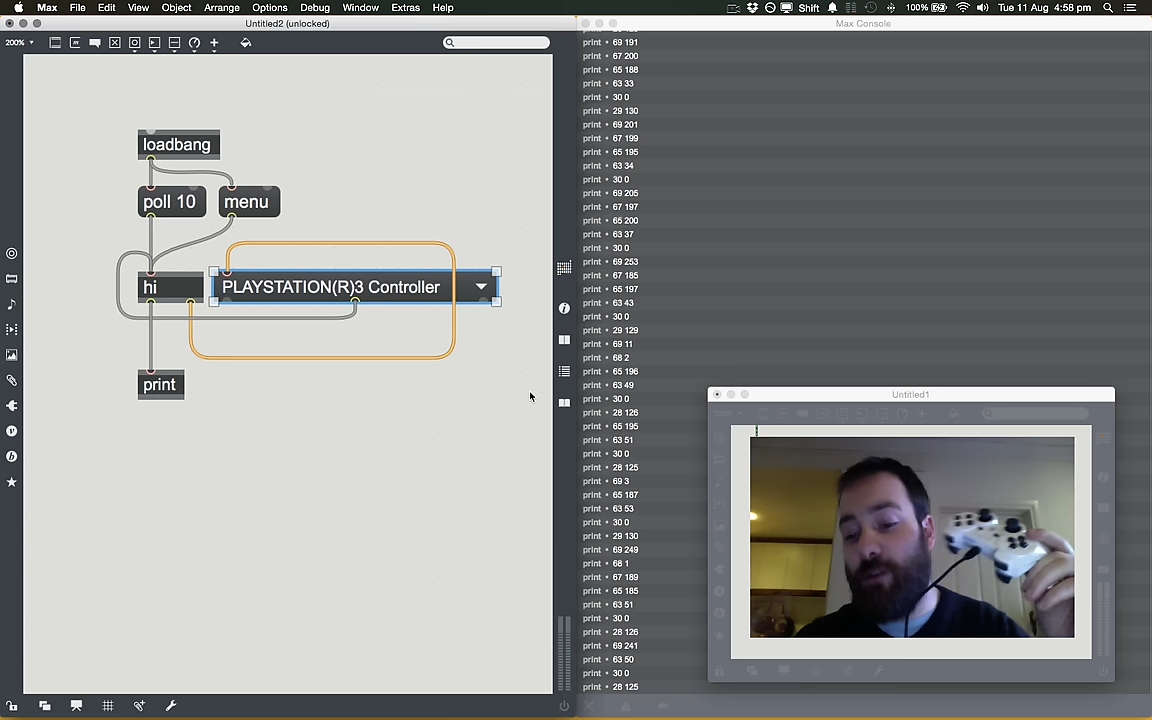 Max File Edit View Object Arrange Options Debug Window Extras Help
Shift 100% Tue 11 Aug 4:58 pm
Untitled2 (unlocked)
200%
loadbang
poll 10
menu
hi
PLAYSTATION(R)3 Controller
print
Max Console
print • 69 191
print • 67 200
print • 65 188
print • 63 33
print • 30 0
print • 29 130
print • 69 201
print • 67 199
print • 65 195
print • 63 34
print • 30 0
print • 69 205
print • 67 197
print • 65 200
print • 63 37
print • 30 0
print • 69 253
print • 67 185
print • 65 197
print • 63 43
print • 30 0
print • 29 129
print • 69 11
print • 68 2
print • 65 196
print • 63 49
print • 30 0
print • 28 126
print • 65 195
print • 63 51
print • 30 0
print • 28 125
print • 69 3
print • 65 187
print • 63 53
print • 30 0
print • 29 130
print • 69 249
print • 68 1
print • 67 189
print • 65 185
print • 63 51
print • 30 0
print • 28 126
print • 69 241
print • 63 50
print • 30 0
print • 28 125
Untitled1